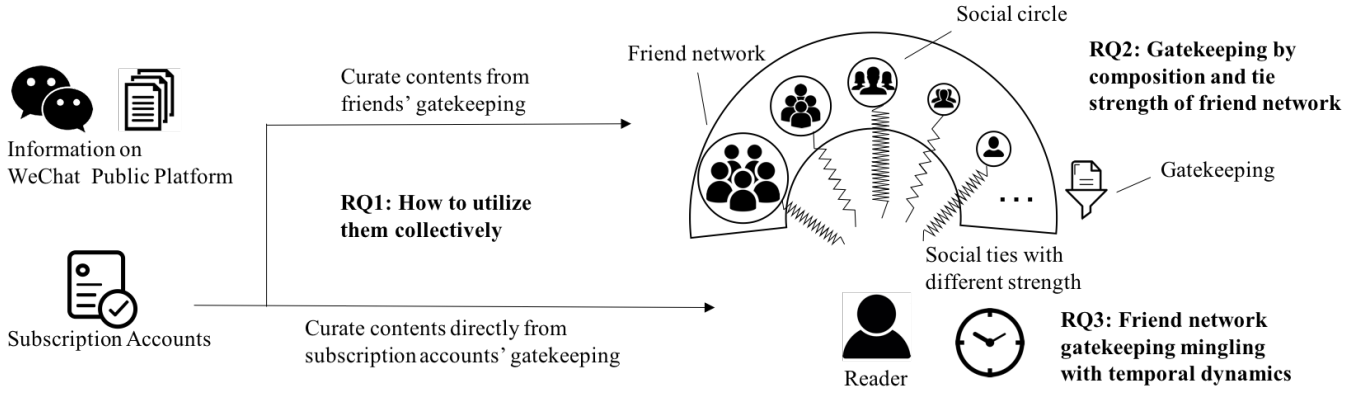 Social circle
Friend network
RQ2: Gatekeeping by
composition and tie
strength of friend network
Curate contents from
friends' gatekeeping
Information on
WeChat Public Platform
Gatekeeping
RQ1: How to utilize
them collectively
...
Social ties with
different strength
Subscription Accounts
Curate contents directly from
subscription accounts' gatekeeping
Reader
RQ3: Friend network
gatekeeping mingling
with temporal dynamics